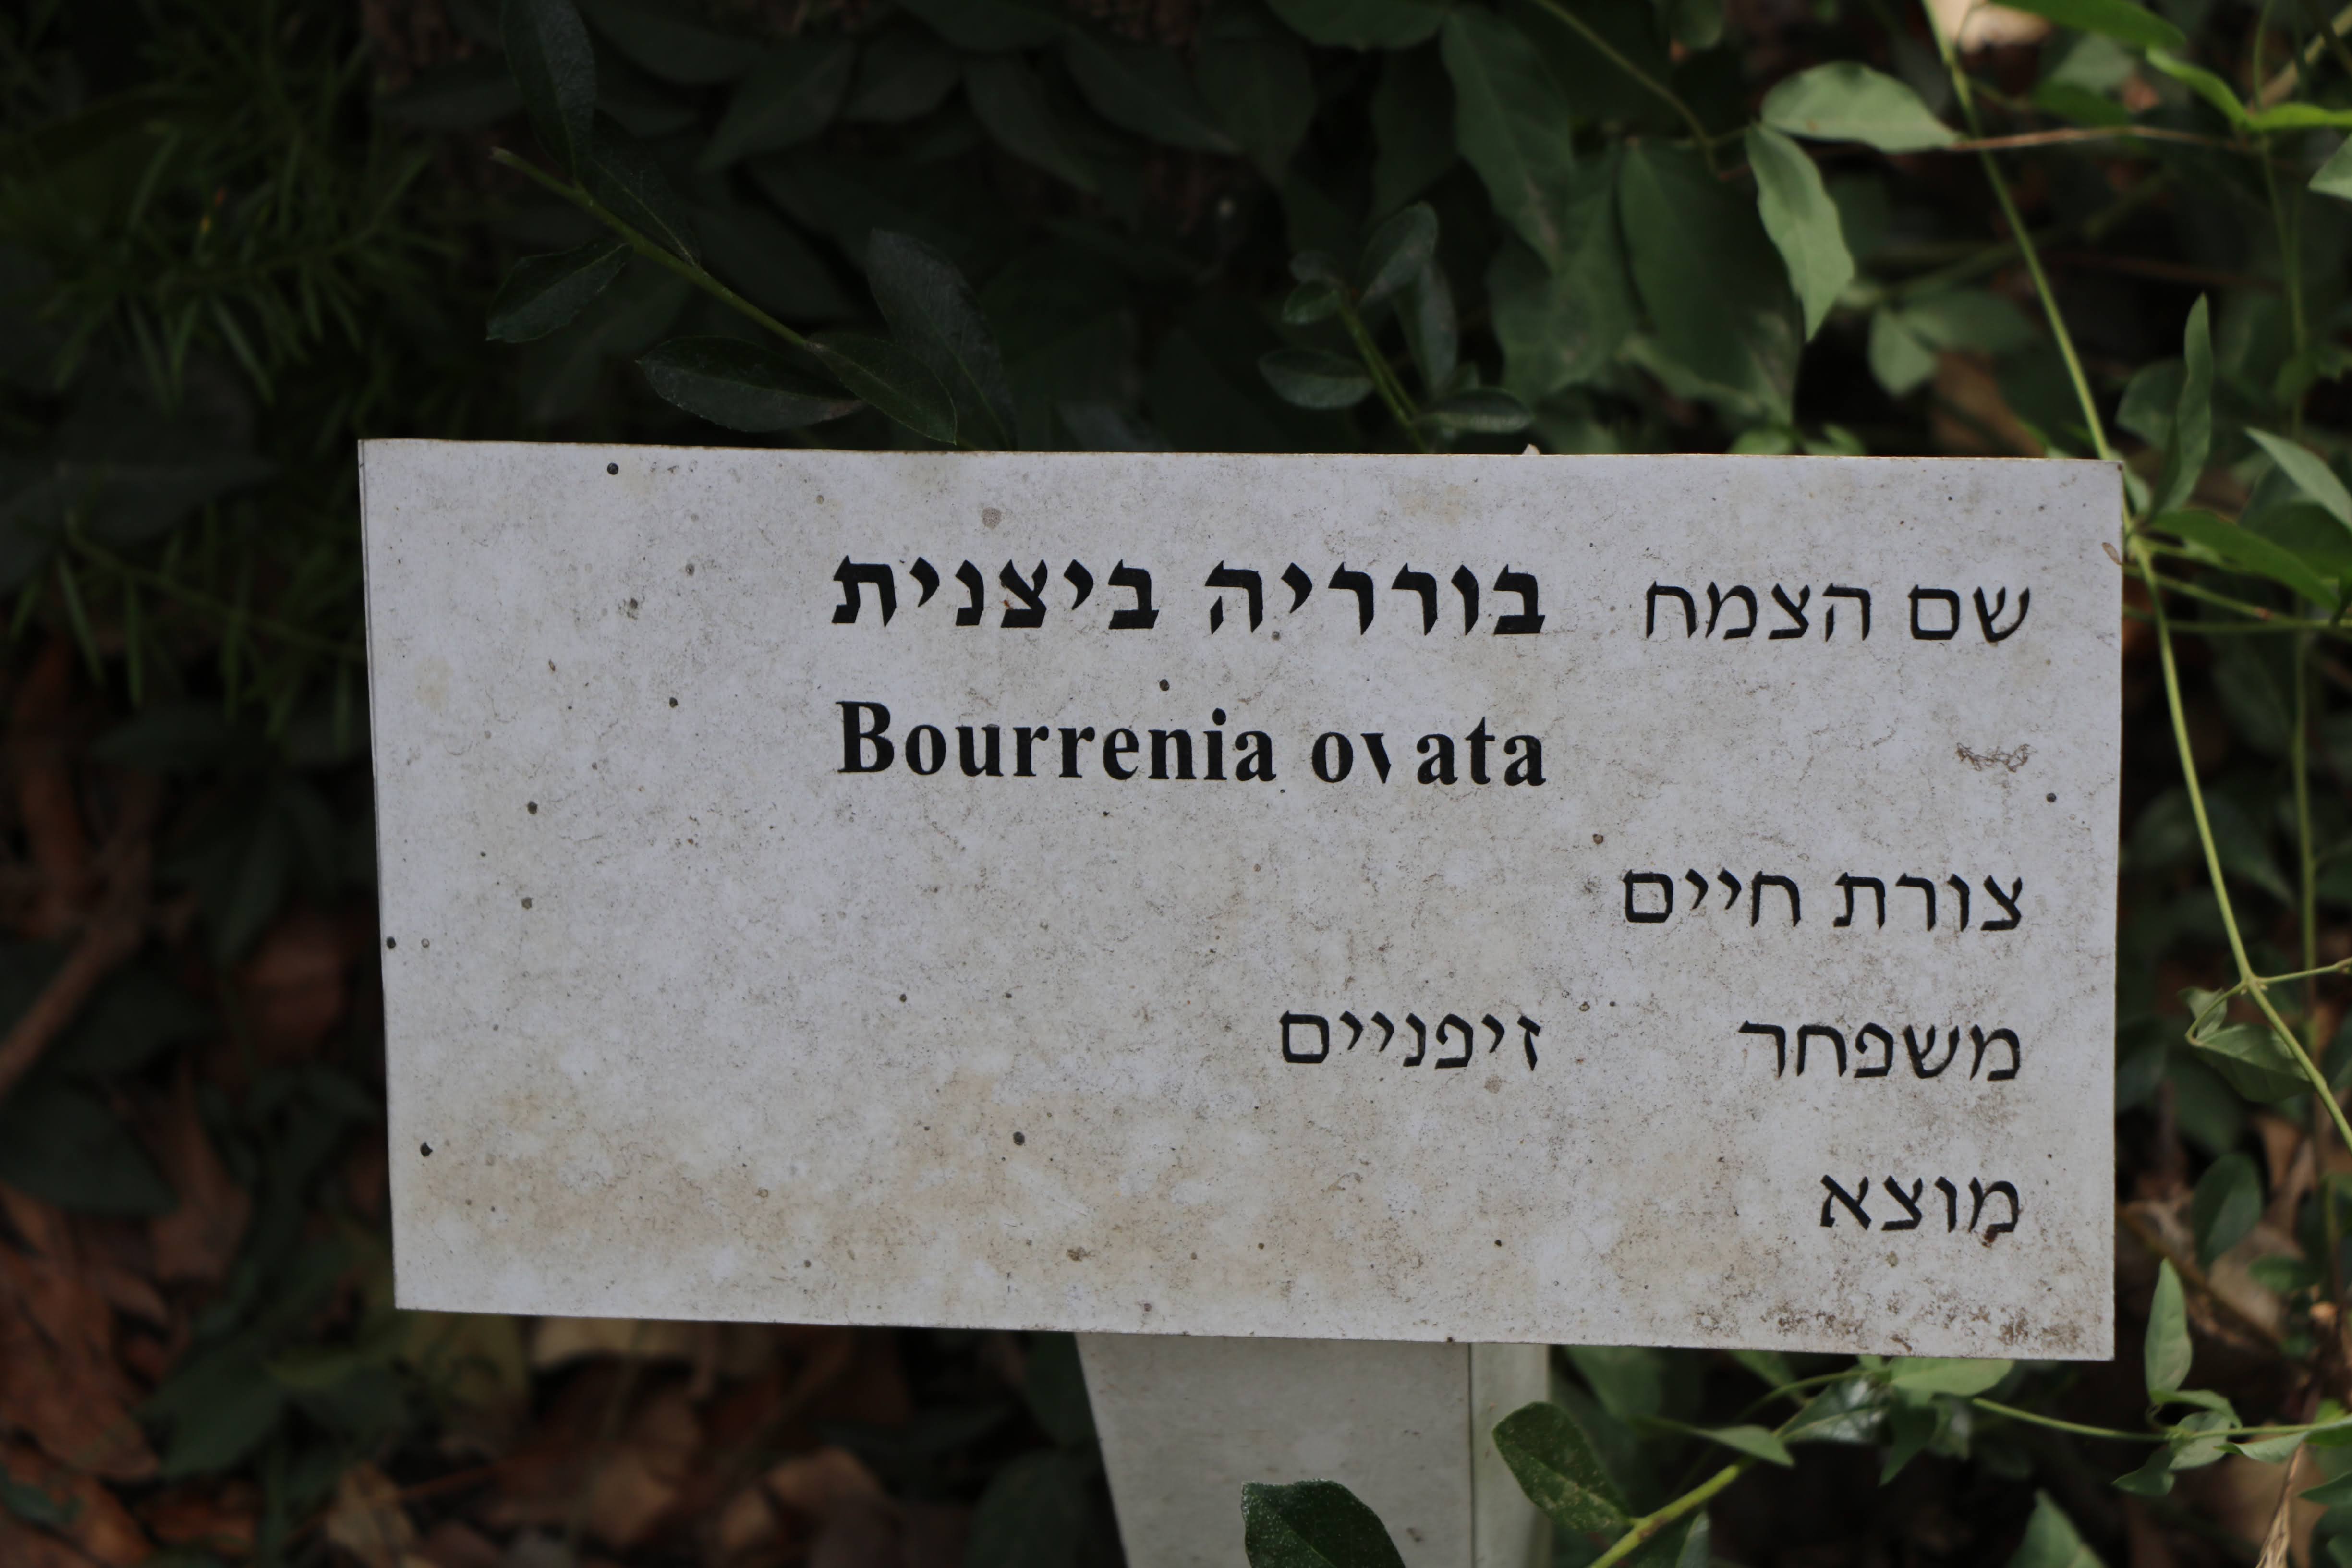 שם הצמח בורריה ביצנית
Bourrenia ovata
צורת חיים
משפחר זיפניים
מוצא